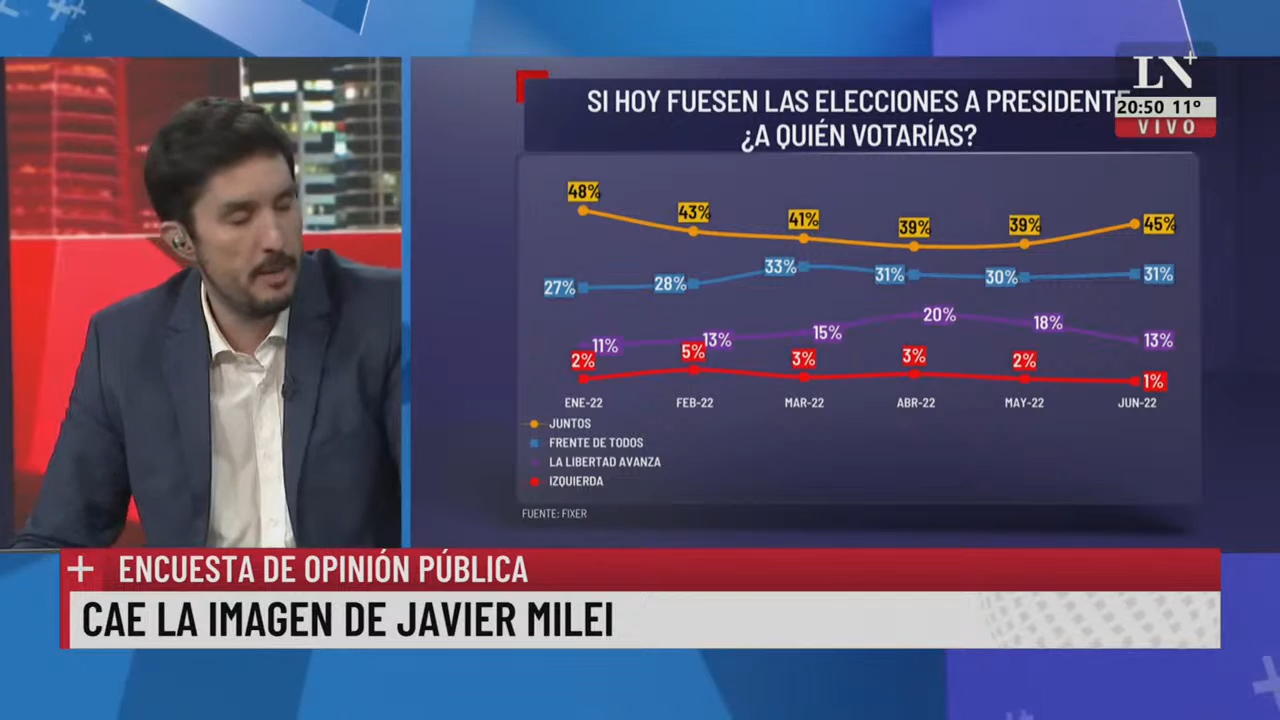 SI HOY FUESEN LAS ELECCIONES A PRESIDENTE
¿A QUIÉN VOTARÍAS?
LN+
20:50 11°
VIVO
48%
43%
41%
39%
39%
45%
27%
28%
33%
31%
30%
31%
11%
13%
15%
20%
18%
13%
2%
5%
3%
3%
2%
1%
ENE-22 FEB-22 MAR-22 ABR-22 MAY-22 JUN-22
JUNTOS
FRENTE DE TODOS
LA LIBERTAD AVANZA
IZQUIERDA
FUENTE: FIXER
+ ENCUESTA DE OPINIÓN PÚBLICA
CAE LA IMAGEN DE JAVIER MILEI